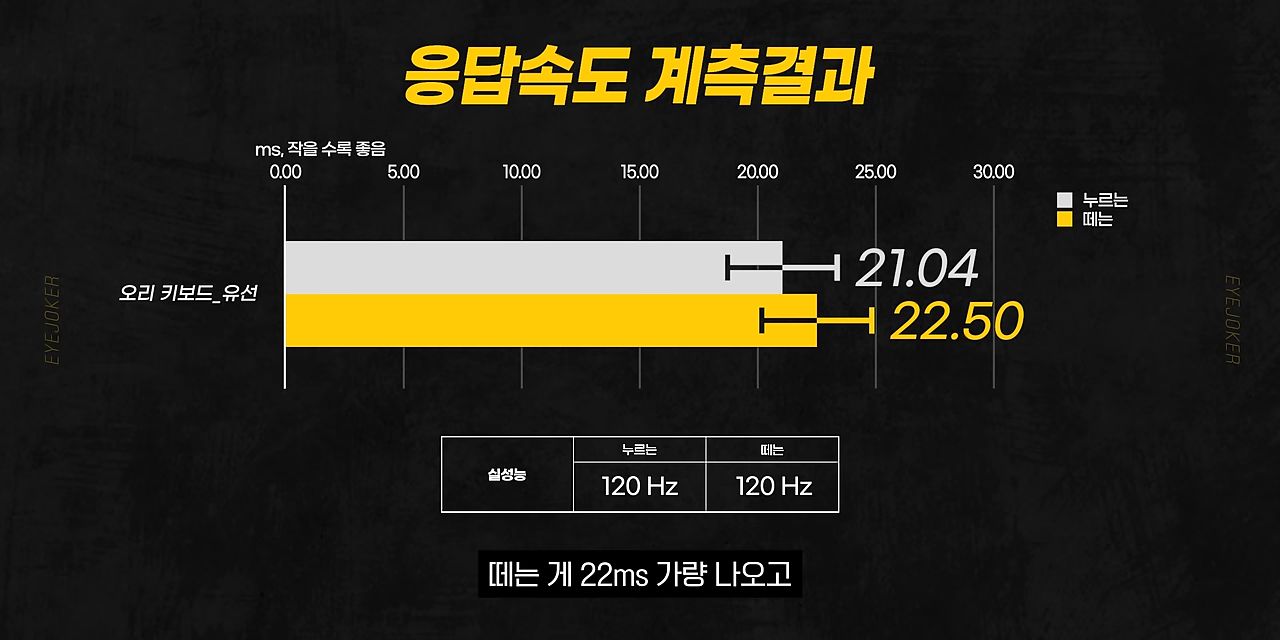 응답속도 계측결과
ms, 작을 수록 좋음
0.00 5.00 10.00 15.00 20.00 25.00 30.00
누르는
떼는
오리 키보드_유선
21.04
22.50
EYEJOKER
EYEJOKER
실성능
누르는 떼는
120 Hz 120 Hz
떼는 게 22ms 가량 나오고